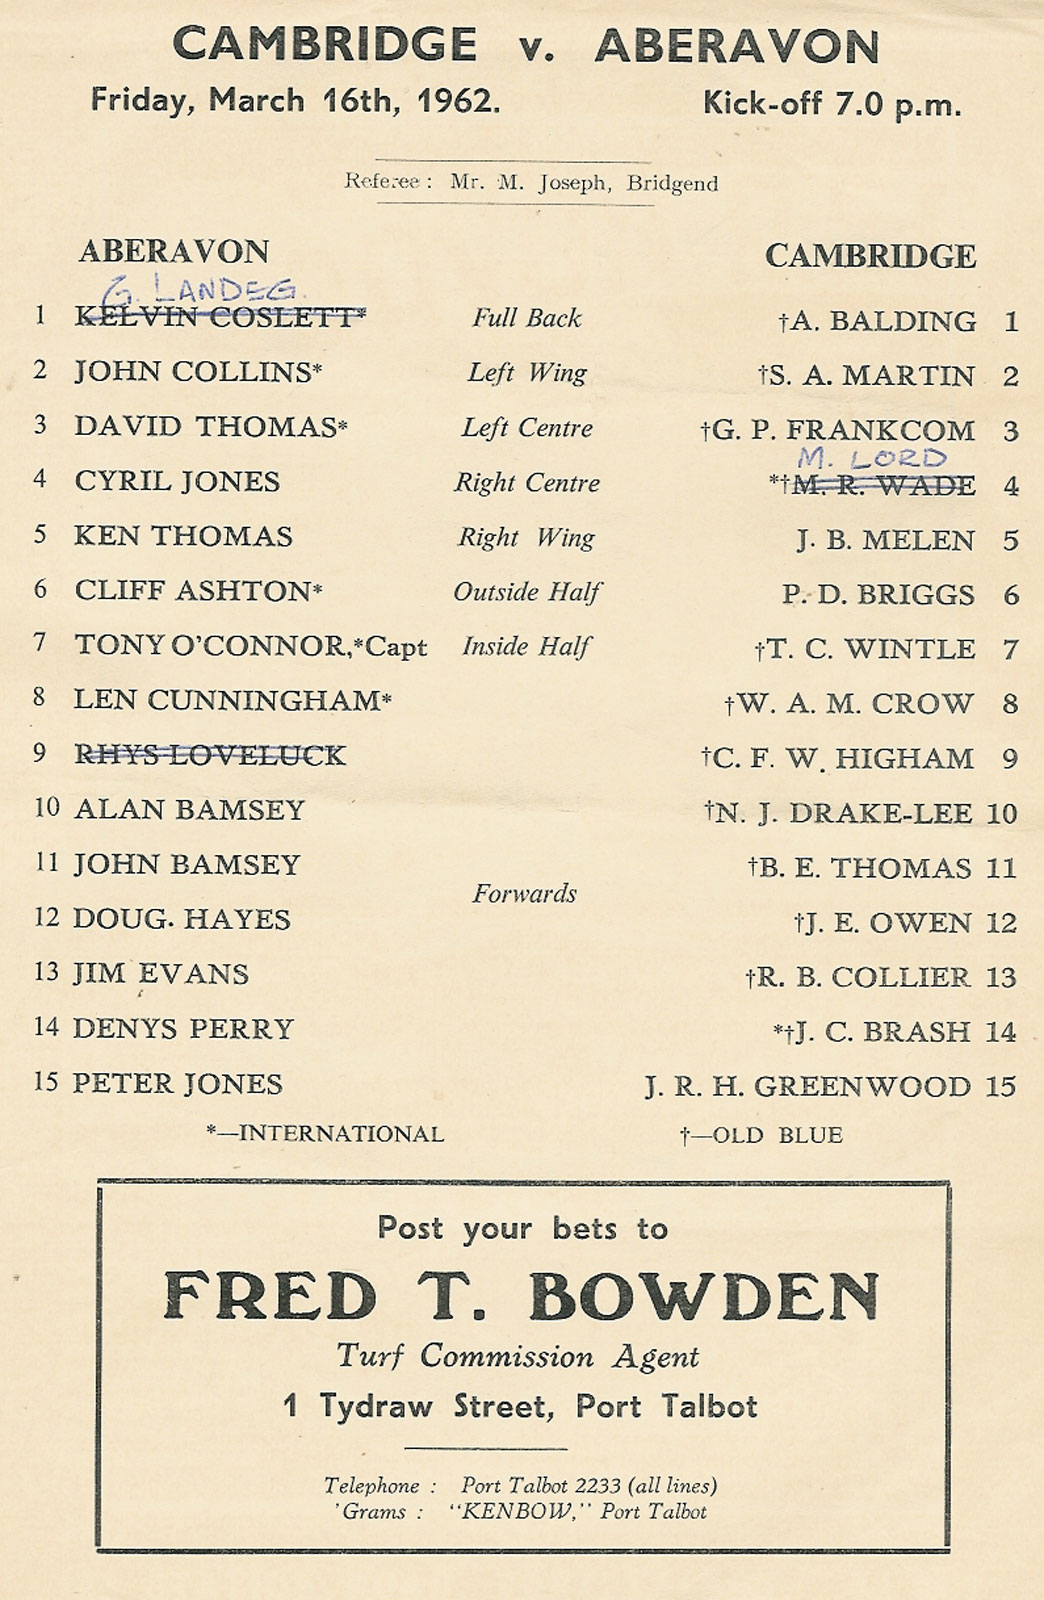 CAMBRIDGE v. ABERAVON
Friday, March 16th, 1962. Kick-off 7.0 p.m.
Referee: Mr. M. Joseph, Bridgend
ABERAVON CAMBRIDGE
G. LANDEG.
1 KELVIN COSLETT* Full Back †A. BALDING 1
2 JOHN COLLINS* Left Wing †S. A. MARTIN 2
3 DAVID THOMAS* Left Centre †G. P. FRANKCOM 3
M. LORD
4 CYRIL JONES Right Centre *†M. R. WADE 4
5 KEN THOMAS Right Wing J. B. MELEN 5
6 CLIFF ASHTON* Outside Half P. D. BRIGGS 6
7 TONY O'CONNOR,*Capt Inside Half †T. C. WINTLE 7
8 LEN CUNNINGHAM* †W. A. M. CROW 8
9 RHYS LOVELUCK †C. F. W. HIGHAM 9
10 ALAN BAMSEY †N. J. DRAKE-LEE 10
11 JOHN BAMSEY †B. E. THOMAS 11
Forwards
12 DOUG. HAYES †J. E. OWEN 12
13 JIM EVANS †R. B. COLLIER 13
14 DENYS PERRY *†J. C. BRASH 14
15 PETER JONES J. R. H. GREENWOOD 15
*—INTERNATIONAL †—OLD BLUE
Post your bets to
FRED T. BOWDEN
Turf Commission Agent
1 Tydraw Street, Port Talbot
Telephone : Port Talbot 2233 (all lines)
'Grams : "KENBOW," Port Talbot